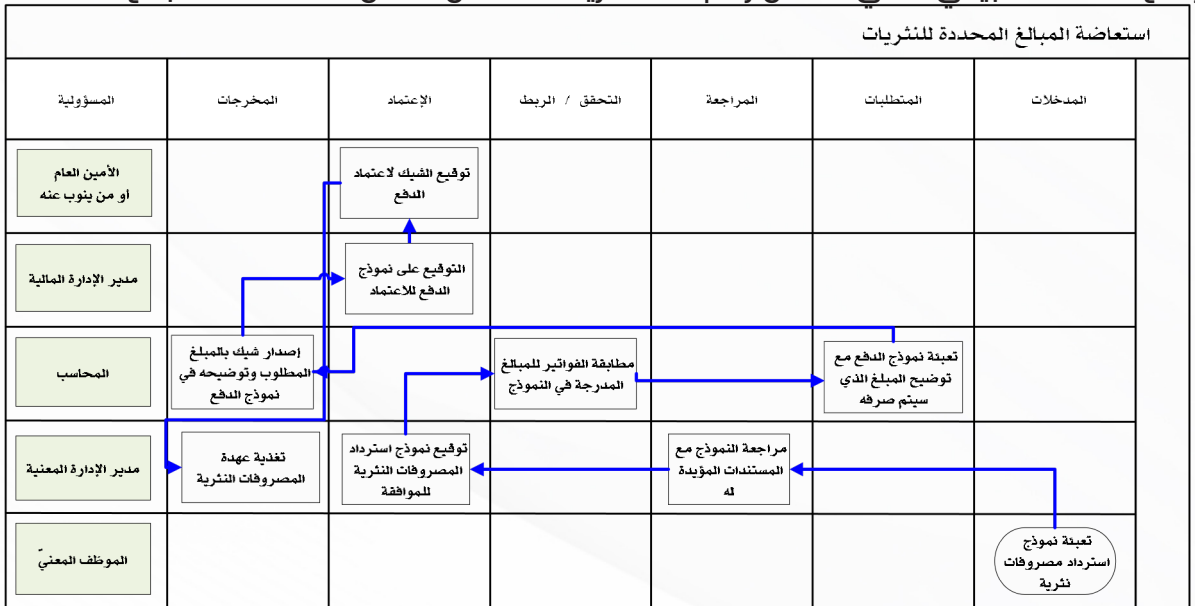 استعاضة المبالغ المحددة للنثريات
المدخلات
المتطلبات
المراجعة
التحقق / الربط
الإعتماد
المخرجات
المسؤولية
توقيع الشيك لاعتماد
الدفع
الأمين العام
أو من ينوب عنه
التوقيع على نموذج
الدفع للاعتماد
مدير الإدارة المالية
تعبئة نموذج الدفع مع
توضيح المبلغ الذي
سيتم صرفه
مطابقة الفواتير للمبالغ
المدرجة في النموذج
إصدار شيك بالمبلغ
المطلوب وتوضيحه في
نموذج الدفع
المحاسب
مراجعة النموذج مع
المستندات المؤيدة
له
توقيع نموذج استرداد
المصروفات النثرية
للموافقة
تغذية عهدة
المصروفات النثرية
مدير الإدارة المعنية
تعبئة نموذج
استرداد مصروفات
نثرية
الموظف المعنيّ